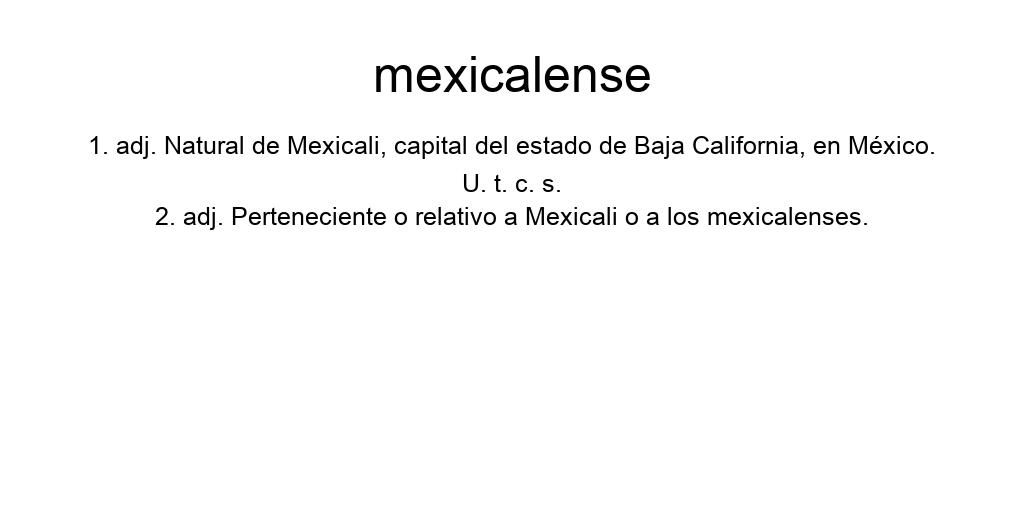 mexicalense
1. adj. Natural de Mexicali, capital del estado de Baja California, en México.
U. t. c. s.
2. adj. Perteneciente o relativo a Mexicali o a los mexicalenses.